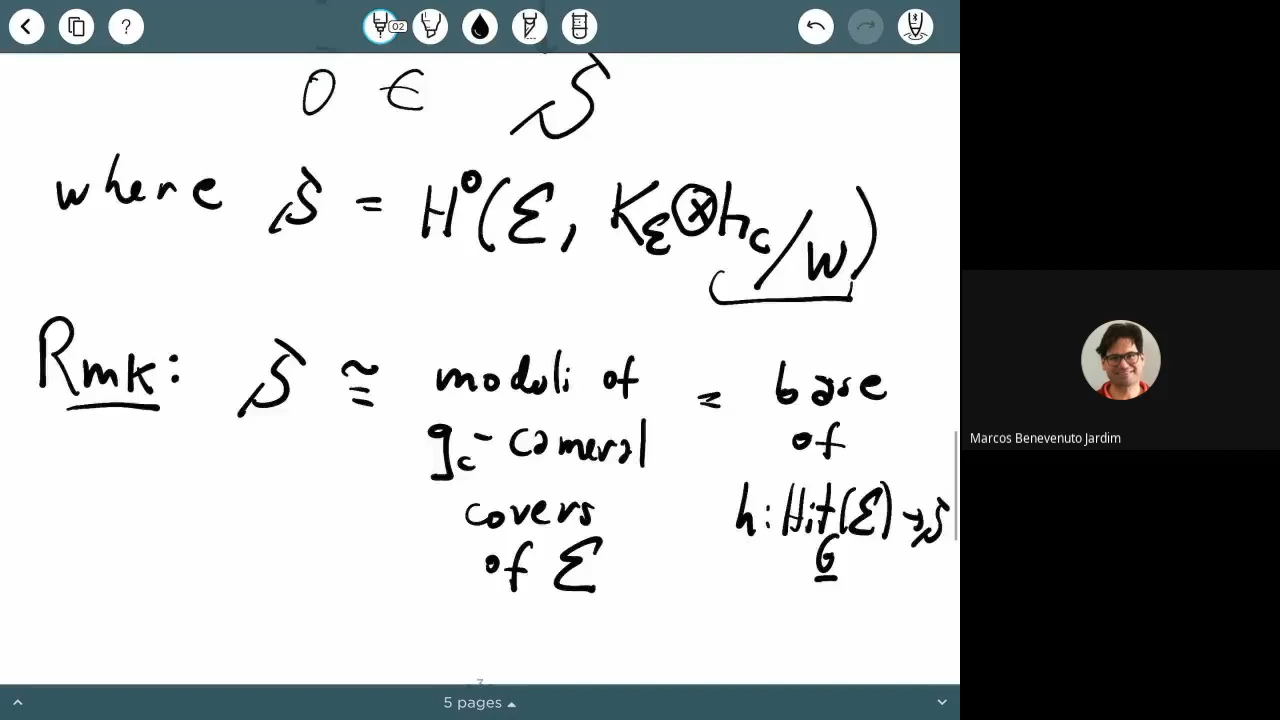 02
0 ∈ S
where S = H⁰(Σ, K_Σ ⊗ h_c/W)
Rmk: S ≅ moduli of = base
g_c-cameral of
covers h: Hit(Σ) → S
of Σ G
5 pages
Marcos Benevenuto Jardim